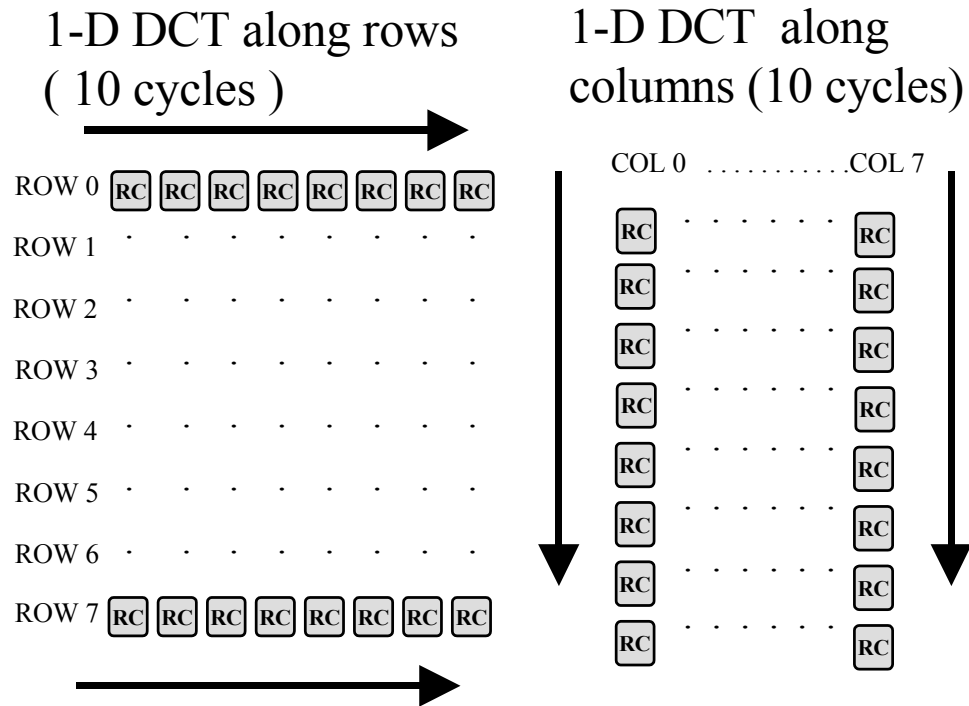 1-D DCT along rows
( 10 cycles )
ROW 0 RC RC RC RC RC RC RC RC
ROW 1
ROW 2
ROW 3
ROW 4
ROW 5
ROW 6
ROW 7 RC RC RC RC RC RC RC RC
1-D DCT along
columns (10 cycles)
COL 0 . . . . . . . . . . .COL 7
RC . . . . . . RC
RC . . . . . . RC
RC . . . . . . RC
RC . . . . . . RC
RC . . . . . . RC
RC . . . . . . RC
RC . . . . . . RC
RC . . . . . . RC